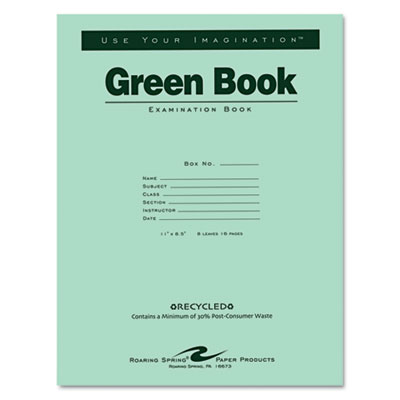 USE YOUR IMAGINATION™
Green Book
EXAMINATION BOOK
BOX NO.
NAME
SUBJECT
CLASS
SECTION
INSTRUCTOR
DATE
11" X 8.5" 8 LEAVES 16 PAGES
♻RECYCLED♻
Contains a Minimum of 30% Post-Consumer Waste
ROARING SPRING PAPER PRODUCTS
ROARING SPRING, PA 16673